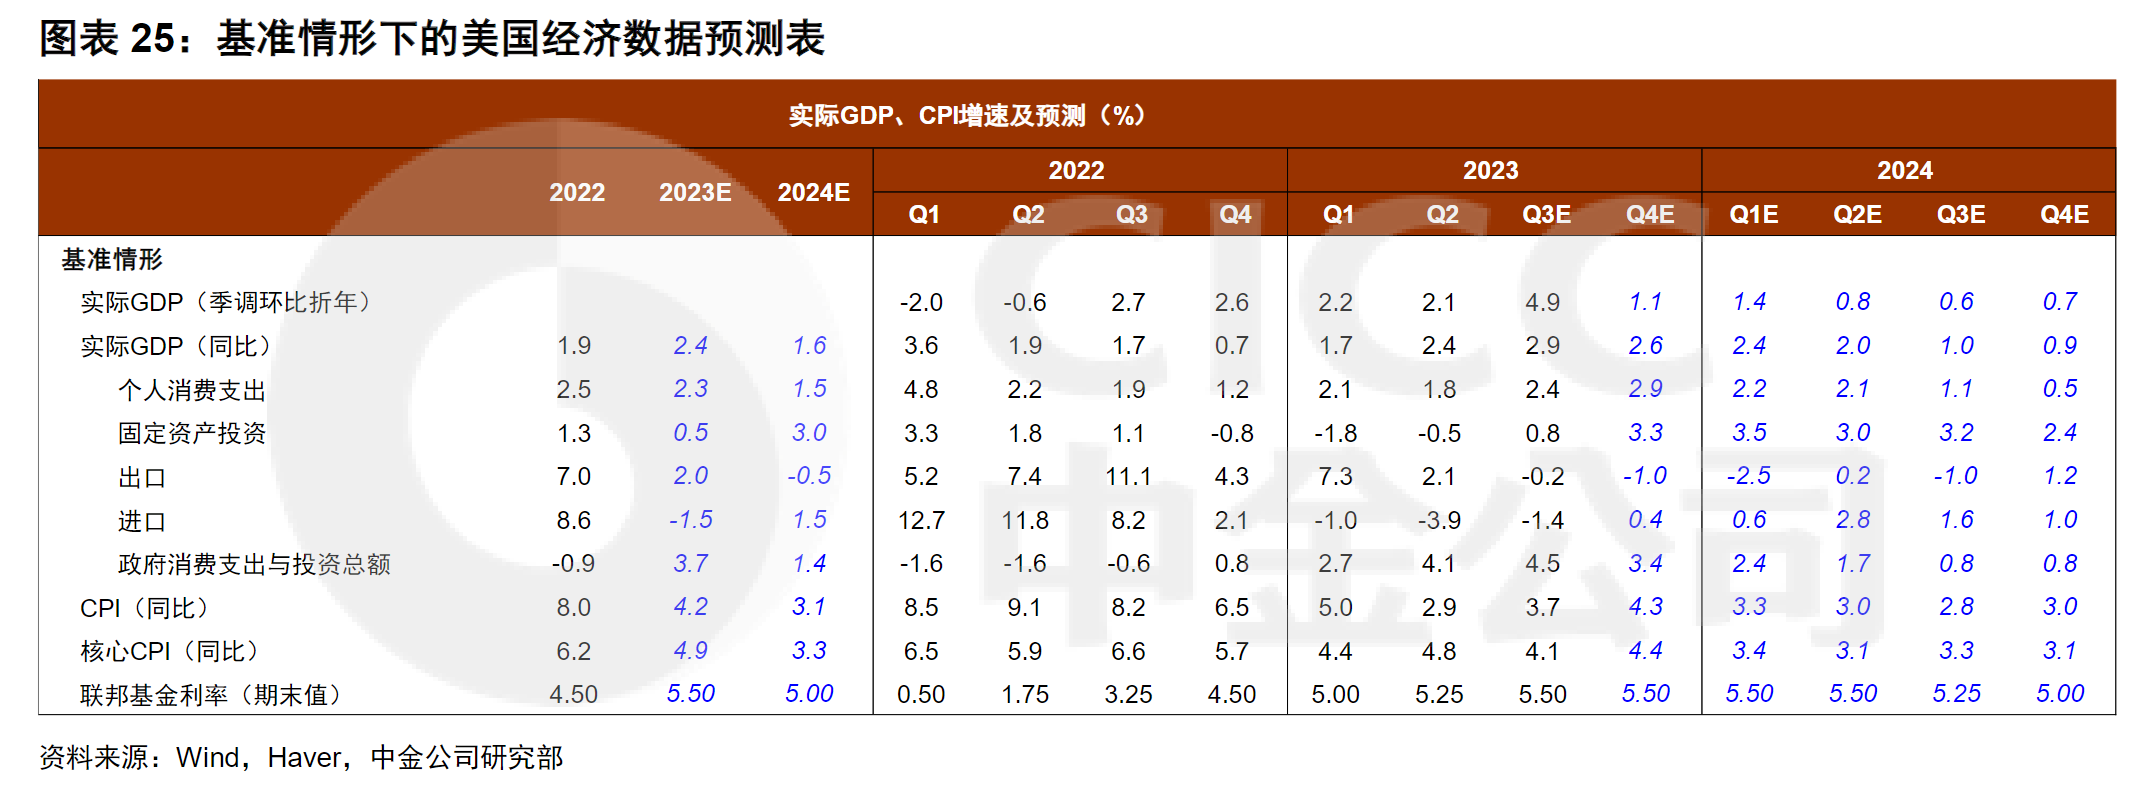 图表 25：基准情形下的美国经济数据预测表
实际GDP、CPI增速及预测（%）
2022 2023E 2024E 2022 2023 2024
Q1 Q2 Q3 Q4 Q1 Q2 Q3E Q4E Q1E Q2E Q3E Q4E
基准情形
实际GDP（季调环比折年） -2.0 -0.6 2.7 2.6 2.2 2.1 4.9 1.1 1.4 0.8 0.6 0.7
实际GDP（同比） 1.9 2.4 1.6 3.6 1.9 1.7 0.7 1.7 2.4 2.9 2.6 2.4 2.0 1.0 0.9
个人消费支出 2.5 2.3 1.5 4.8 2.2 1.9 1.2 2.1 1.8 2.4 2.9 2.2 2.1 1.1 0.5
固定资产投资 1.3 0.5 3.0 3.3 1.8 1.1 -0.8 -1.8 -0.5 0.8 3.3 3.5 3.0 3.2 2.4
出口 7.0 2.0 -0.5 5.2 7.4 11.1 4.3 7.3 2.1 -0.2 -1.0 -2.5 0.2 -1.0 1.2
进口 8.6 -1.5 1.5 12.7 11.8 8.2 2.1 -1.0 -3.9 -1.4 0.4 0.6 2.8 1.6 1.0
政府消费支出与投资总额 -0.9 3.7 1.4 -1.6 -1.6 -0.6 0.8 2.7 4.1 4.5 3.4 2.4 1.7 0.8 0.8
CPI（同比） 8.0 4.2 3.1 8.5 9.1 8.2 6.5 5.0 2.9 3.7 4.3 3.3 3.0 2.8 3.0
核心CPI（同比） 6.2 4.9 3.3 6.5 5.9 6.6 5.7 4.4 4.8 4.1 4.4 3.4 3.1 3.3 3.1
联邦基金利率（期末值） 4.50 5.50 5.00 0.50 1.75 3.25 4.50 5.00 5.25 5.50 5.50 5.50 5.50 5.25 5.00
资料来源：Wind，Haver，中金公司研究部
CICC
中金公司